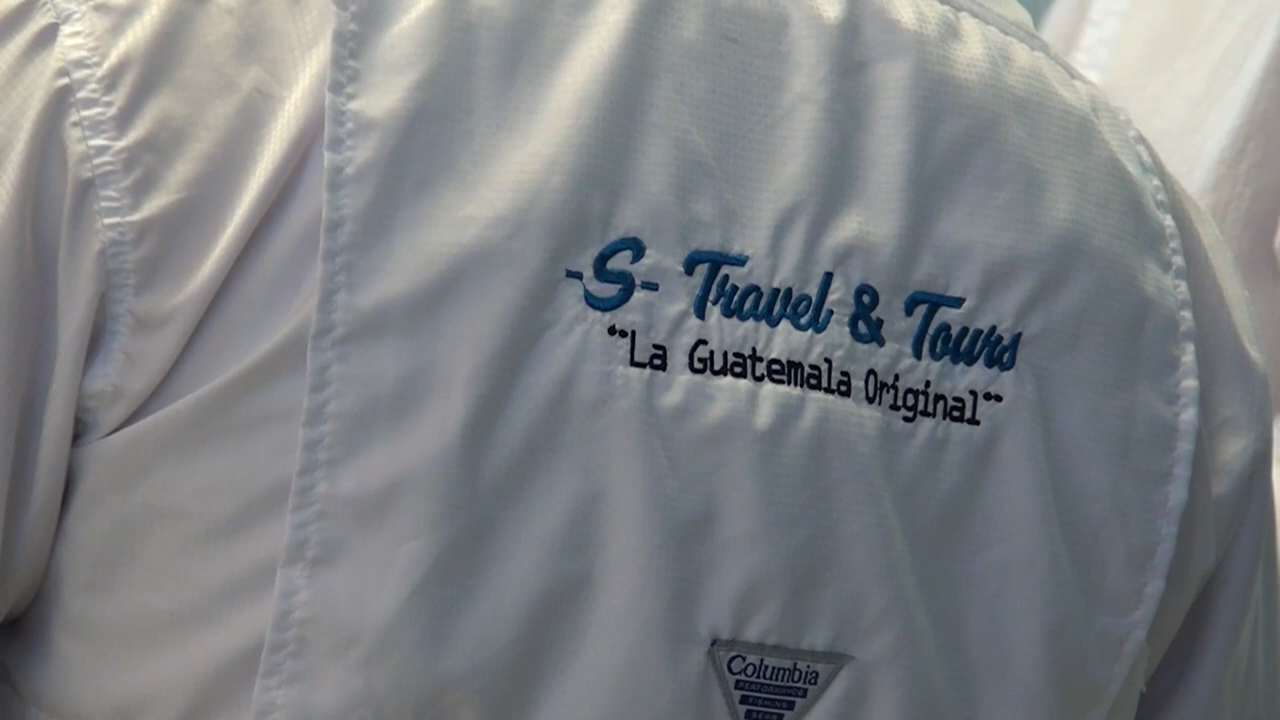 -S- Travel & Tours
"La Guatemala Original"
Columbia
PERFORMANCE
FISHING
GEAR